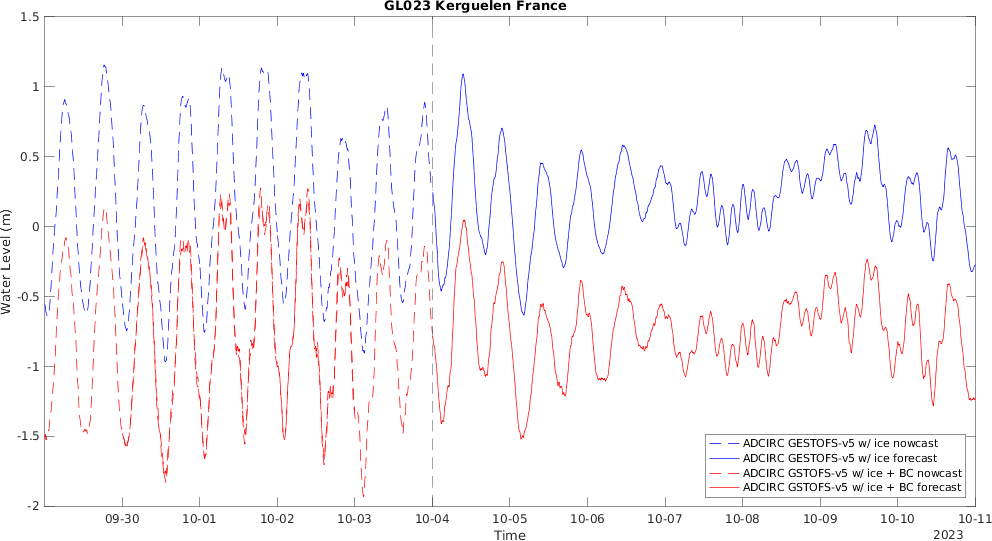 GL023 Kerguelen France
1.5
1
0.5
0
-0.5
-1
-1.5
-2
Water Level (m)
09-30 10-01 10-02 10-03 10-04 10-05 10-06 10-07 10-08 10-09 10-10 10-11
Time
2023
ADCIRC GESTOFS-v5 w/ ice nowcast
ADCIRC GESTOFS-v5 w/ ice forecast
ADCIRC GSTOFS-v5 w/ ice + BC nowcast
ADCIRC GSTOFS-v5 w/ ice + BC forecast